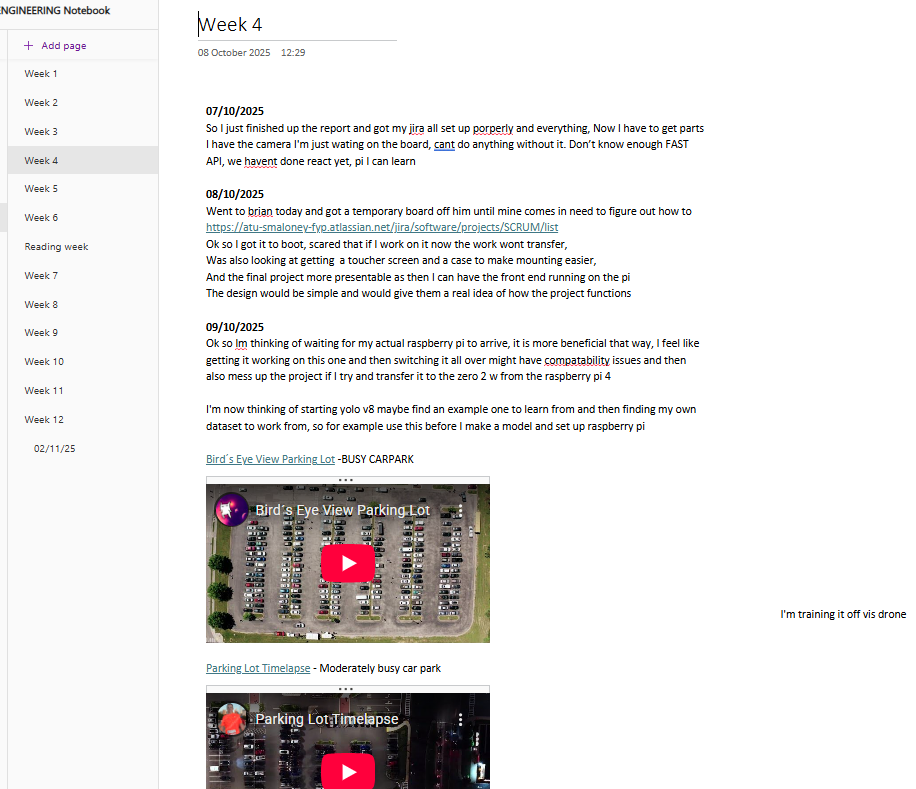 ENGINEERING Notebook
+ Add page
Week 1
Week 2
Week 3
Week 4
Week 5
Week 6
Reading week
Week 7
Week 8
Week 9
Week 10
Week 11
Week 12
02/11/25
Week 4
08 October 2025 12:29
07/10/2025
So I just finished up the report and got my jira all set up porperly and everything, Now I have to get parts
I have the camera I'm just wating on the board, cant do anything without it. Don't know enough FAST
API, we havent done react yet, pi I can learn
08/10/2025
Went to brian today and got a temporary board off him until mine comes in need to figure out how to
https://atu-smaloney-fyp.atlassian.net/jira/software/projects/SCRUM/list
Ok so I got it to boot, scared that if I work on it now the work wont transfer,
Was also looking at getting a toucher screen and a case to make mounting easier,
And the final project more presentable as then I can have the front end running on the pi
The design would be simple and would give them a real idea of how the project functions
09/10/2025
Ok so Im thinking of waiting for my actual raspberry pi to arrive, it is more beneficial that way, I feel like
getting it working on this one and then switching it all over might have compatability issues and then
also mess up the project if I try and transfer it to the zero 2 w from the raspberry pi 4
I'm now thinking of starting yolo v8 maybe find an example one to learn from and then finding my own
dataset to work from, so for example use this before I make a model and set up raspberry pi
Bird´s Eye View Parking Lot -BUSY CARPARK
Bird´s Eye View Parking Lot
I'm training it off vis drone
Parking Lot Timelapse - Moderately busy car park
Parking Lot Timelapse